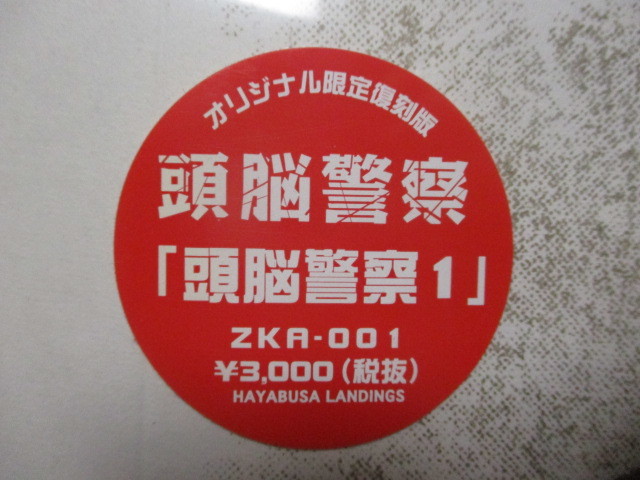 オリジナル限定復刻版
頭脳警察
「頭脳警察1」
ZKA-001
¥3,000(税抜)
HAYABUSA LANDINGS